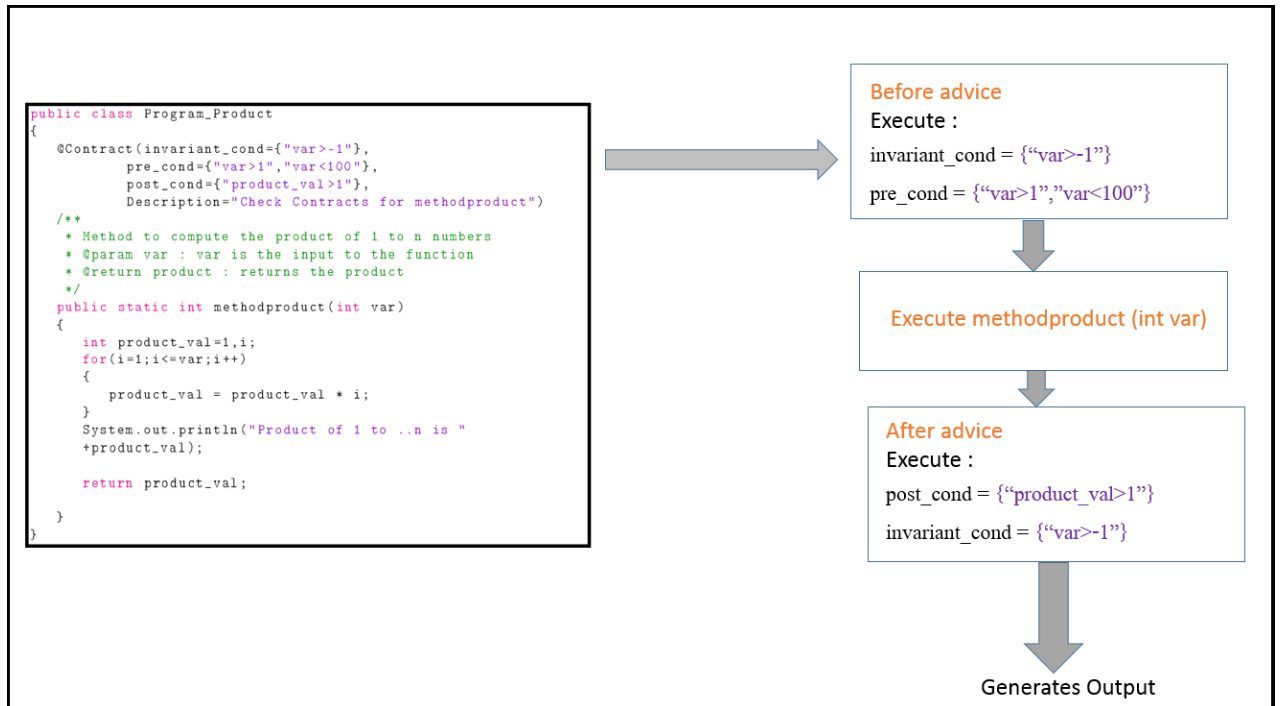 public class Program_Product
{
@Contract(invariant_cond={"var>-1"},
pre_cond={"var>1","var<100"},
post_cond={"product_val>1"},
Description="Check Contracts for methodproduct")
/**
* Method to compute the product of 1 to n numbers
* @param var : var is the input to the function
* @return product : returns the product
*/
public static int methodproduct(int var)
{
int product_val=1,i;
for(i=1;i<=var;i++)
{
product_val = product_val * i;
}
System.out.println("Product of 1 to ..n is "
+product_val);
return product_val;
}
}
Before advice
Execute :
invariant_cond = {“var>-1”}
pre_cond = {“var>1”,”var<100”}
Execute methodproduct (int var)
After advice
Execute :
post_cond = {“product_val>1”}
invariant_cond = {“var>-1”}
Generates Output